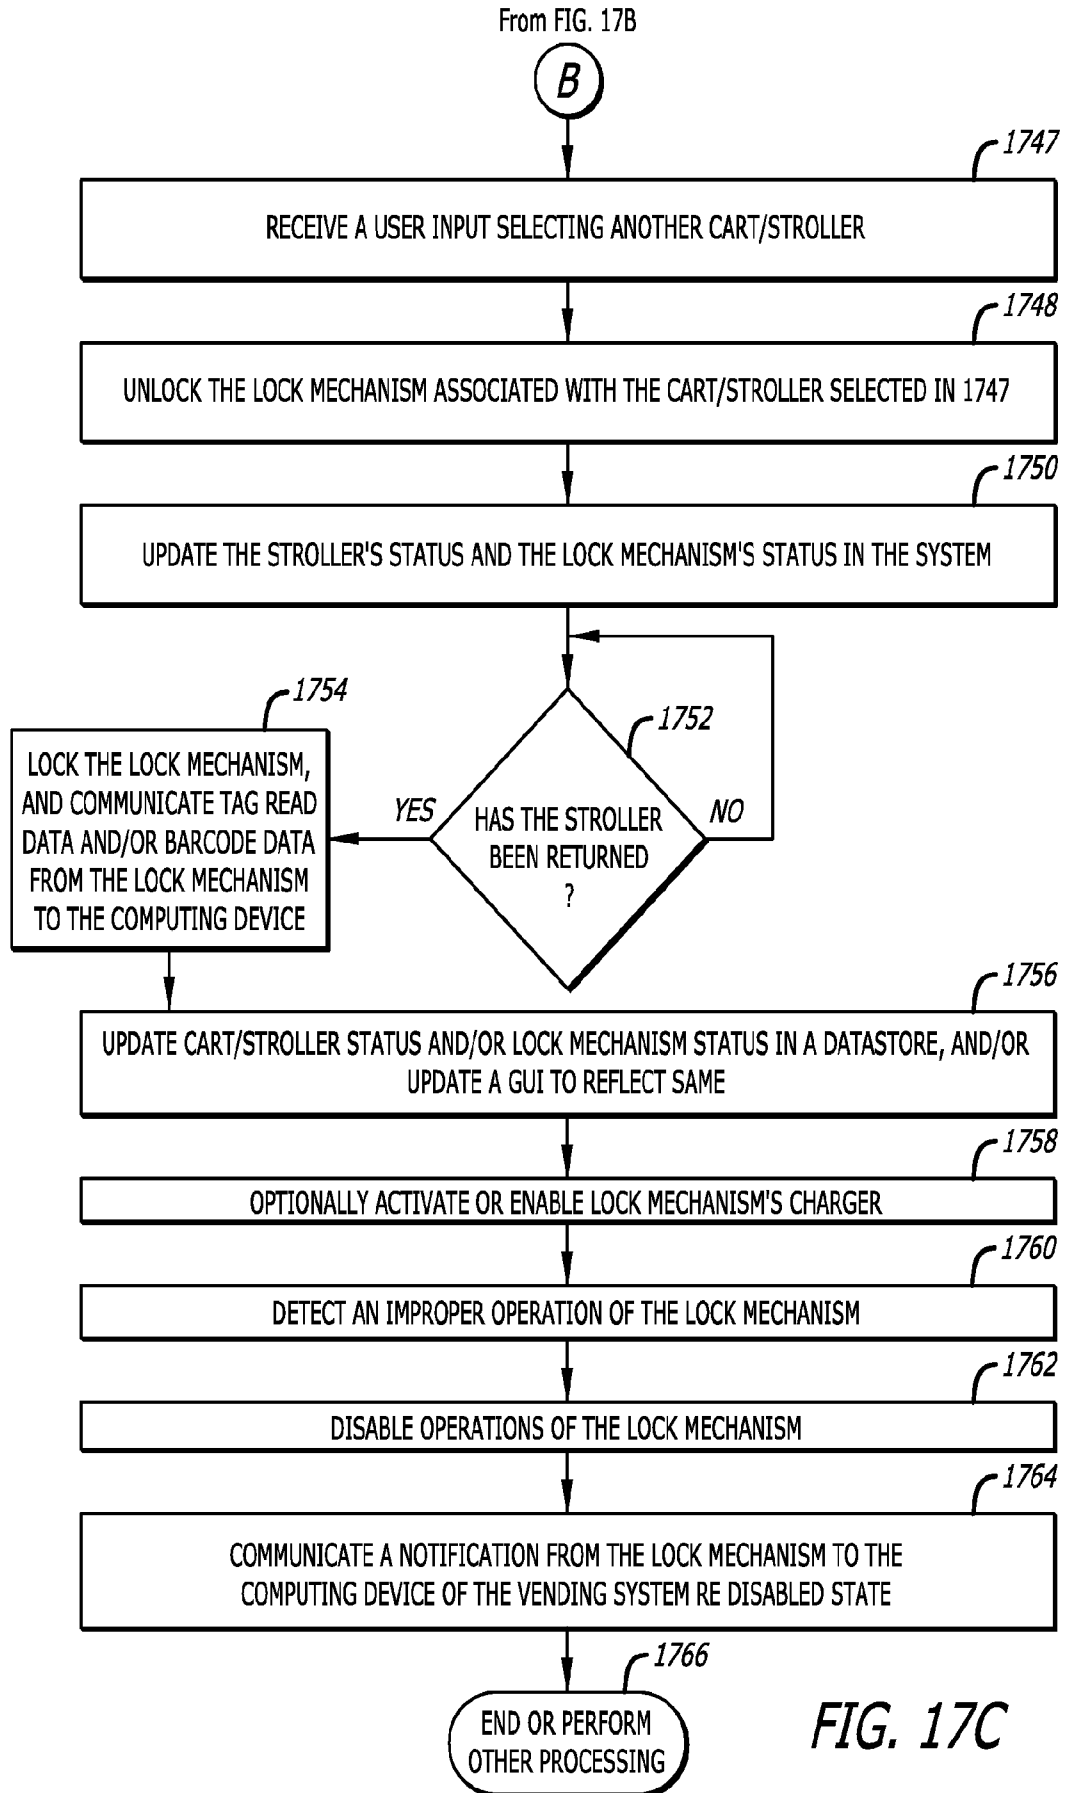 From FIG. 17B
B
1747
RECEIVE A USER INPUT SELECTING ANOTHER CART/STROLLER
1748
UNLOCK THE LOCK MECHANISM ASSOCIATED WITH THE CART/STROLLER SELECTED IN 1747
1750
UPDATE THE STROLLER'S STATUS AND THE LOCK MECHANISM'S STATUS IN THE SYSTEM
1754
LOCK THE LOCK MECHANISM,
AND COMMUNICATE TAG READ
DATA AND/OR BARCODE DATA
FROM THE LOCK MECHANISM
TO THE COMPUTING DEVICE
YES
1752
HAS THE STROLLER
BEEN RETURNED
?
NO
1756
UPDATE CART/STROLLER STATUS AND/OR LOCK MECHANISM STATUS IN A DATASTORE, AND/OR
UPDATE A GUI TO REFLECT SAME
1758
OPTIONALLY ACTIVATE OR ENABLE LOCK MECHANISM'S CHARGER
1760
DETECT AN IMPROPER OPERATION OF THE LOCK MECHANISM
1762
DISABLE OPERATIONS OF THE LOCK MECHANISM
1764
COMMUNICATE A NOTIFICATION FROM THE LOCK MECHANISM TO THE
COMPUTING DEVICE OF THE VENDING SYSTEM RE DISABLED STATE
1766
END OR PERFORM
OTHER PROCESSING
FIG. 17C